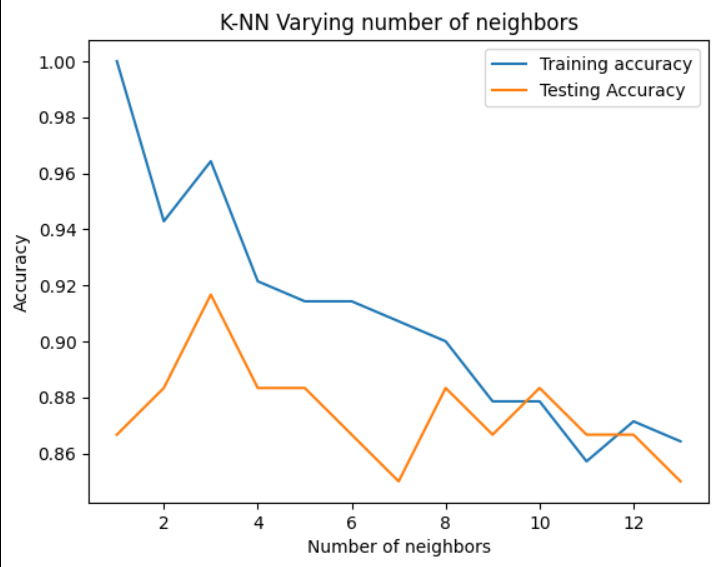 K-NN Varying number of neighbors
Training accuracy
Testing Accuracy
1.00
0.98
0.96
0.94
0.92
0.90
0.88
0.86
Accuracy
2 4 6 8 10 12
Number of neighbors